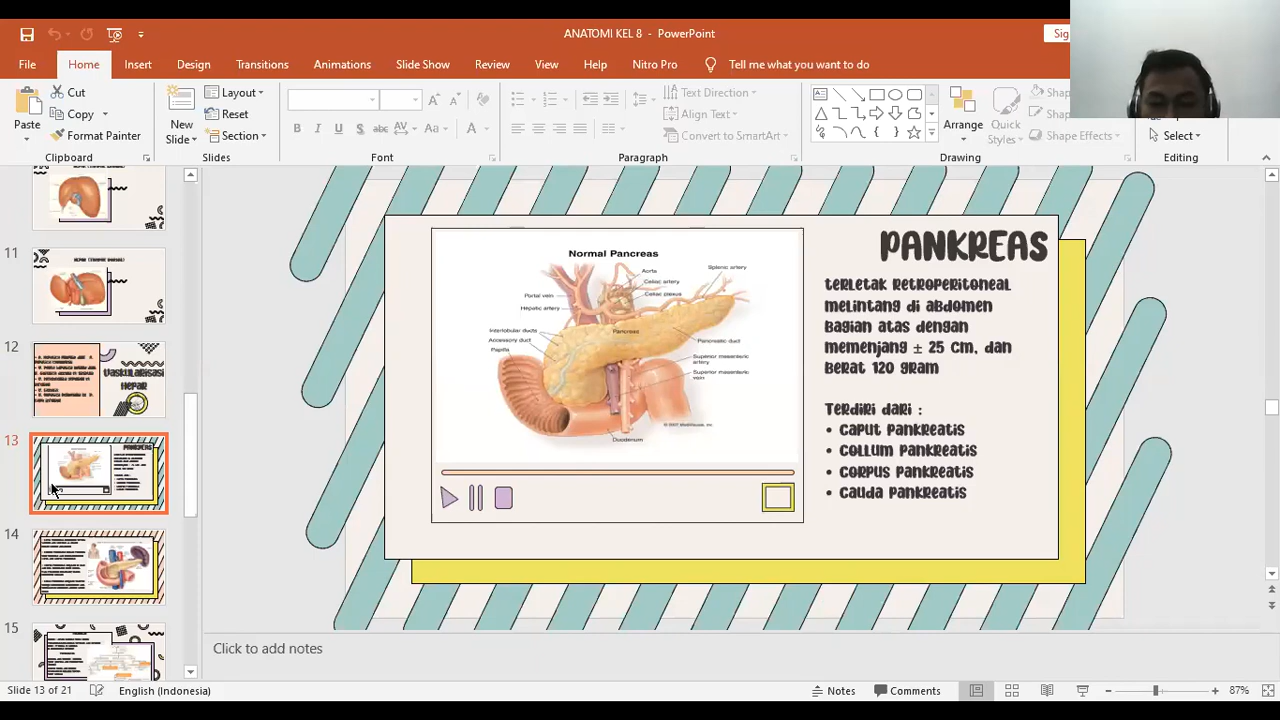 ANATOMI KEL 8 - PowerPoint
Sig
File
Home
Insert
Design
Transitions
Animations
Slide Show
Review
View
Help
Nitro Pro
Tell me what you want to do
Paste
Cut
Copy
Format Painter
Clipboard
New
Slide
Layout
Reset
Section
Slides
Font
Text Direction
Align Text
Convert to SmartArt
Paragraph
Arrange
Quick
Styles
Shap
Shap
Shape Effects
Drawing
Select
Editing
11
12
Vaskularisasi
Hepar
13
PANKREAS
14
15
Normal Pancreas
Aorta
Celiac artery
Celiac plexus
Splenic artery
Portal vein
Hepatic artery
Interlobular ducts
Accessory duct
Papilla
Pancreas
Pancreatic duct
Superior mesenteric
artery
Superior mesenteric
vein
Duodenum
PANKREAS
terletak Retroperitoneal
melintang di abdomen
Bagian atas dengan
memenjang ± 25 cm, dan
Berat 120 gram
Terdiri dari :
• Caput Pankreatis
• Collum Pankreatis
• Corpus Pankreatis
• Cauda Pankreatis
Click to add notes
Slide 13 of 21
English (Indonesia)
Notes
Comments
87%